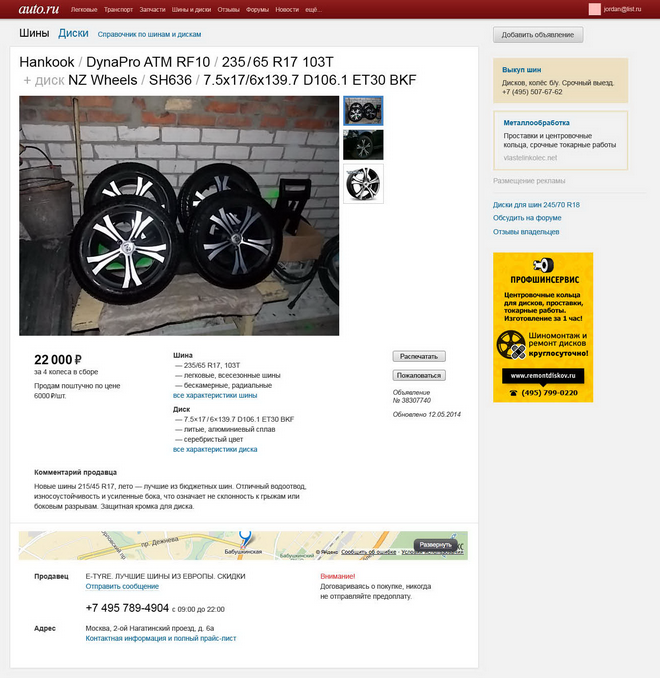 auto.ru Легковые Транспорт Запчасти Шины и диски Отзывы Форумы Новости ещё... jordan@list.ru
Шины Диски Справочник по шинам и дискам
Добавить объявление
Hankook / DynaPro ATM RF10 / 235/65 R17 103T
+ диск NZ Wheels / SH636 / 7.5x17/6x139.7 D106.1 ET30 BKF
22 000 ₽
за 4 колеса в сборе
Продам поштучно по цене
6000 ₽/шт.
Шина
— 235/65 R17, 103T
— легковые, всесезонные шины
— бескамерные, радиальные
все характеристики шины
Диск
— 7.5×17/6×139.7 D106.1 ET30 BKF
— литые, алюминиевый сплав
— серебристый цвет
все характеристики диска
Распечатать
Пожаловаться
Объявление
№ 38307740
Обновлено 12.05.2014
Комментарий продавца
Новые шины 215/45 R17, лето — лучшие из бюджетных шин. Отличный водоотвод,
износоустойчивость и усиленные бока, что означает не склонность к грыжам или
боковым разрывам. Защитная кромка для диска.
пр. Дежнева
Бабушкинская
Бабушкинский
© Яндекс Сообщить об ошибке · Условия использования
Развернуть
Продавец E-TYRE. ЛУЧШИЕ ШИНЫ ИЗ ЕВРОПЫ. СКИДКИ
Отправить сообщение
+7 495 789-4904 с 09:00 до 22:00
Адрес Москва, 2-ой Нагатинский проезд, д. 6а
Контактная информация и полный прайс-лист
Внимание!
Договариваясь о покупке, никогда
не отправляйте предоплату.
Выкуп шин
Дисков, колёс б/у. Срочный выезд.
+7 (495) 507-67-62
Металлообработка
Проставки и центровочные
кольца, срочные токарные работы
vlastelinkolec.net
Размещение рекламы
Диски для шин 245/70 R18
Обсудить на форуме
Отзывы владельцев
ПРОФШИНСЕРВИС
Центровочные кольца
для дисков, проставки,
токарные работы.
Изготовление за 1 час!
Шиномонтаж и
ремонт дисков
круглосуточно!
www.remontdiskov.ru
(495) 799-0220